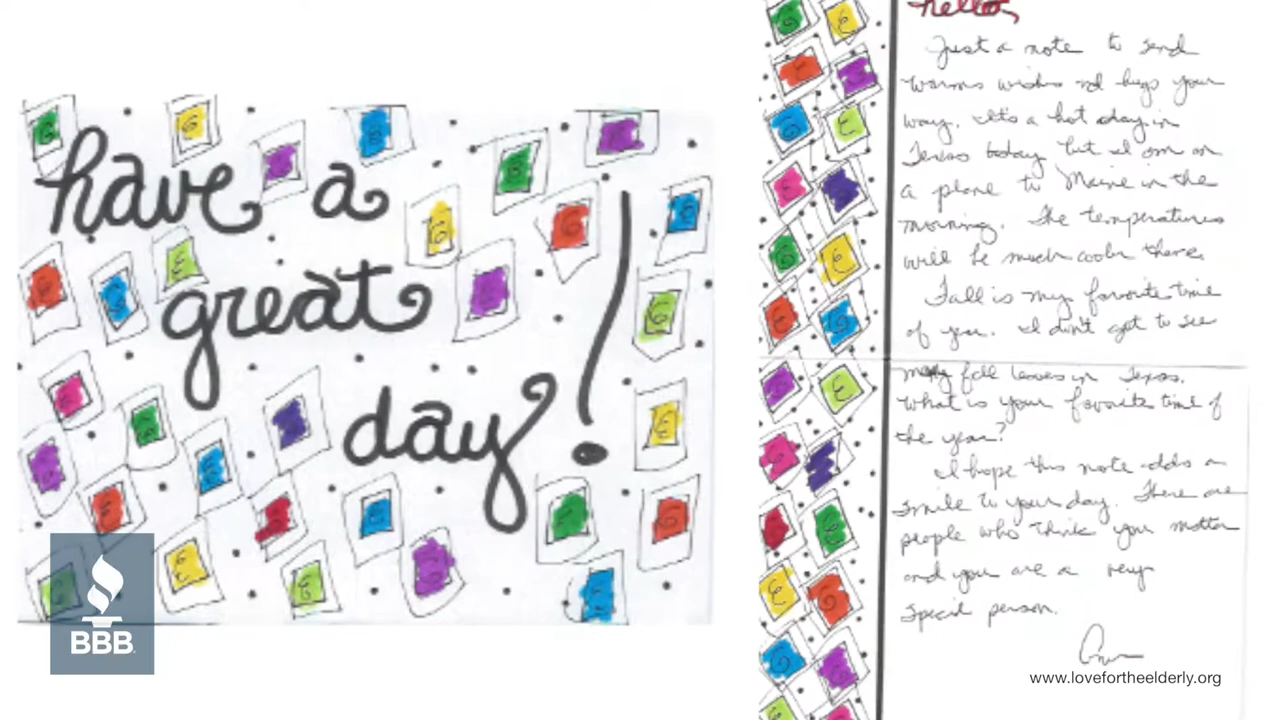 have a
great
day!
BBB
hello,
Just a note to send
warm wishes and hugs your
way. It's a hot day in
Texas today but I am on
a plane to Maine in the
morning. The temperatures
will be much cooler there.
Fall is my favorite time
of year. I don't get to see
many fall leaves in Texas.
What is your favorite time of
the year?
I hope this note adds a
smile to your day. There are
people who think you matter
and you are a very
special person.
www.lovefortheelderly.org